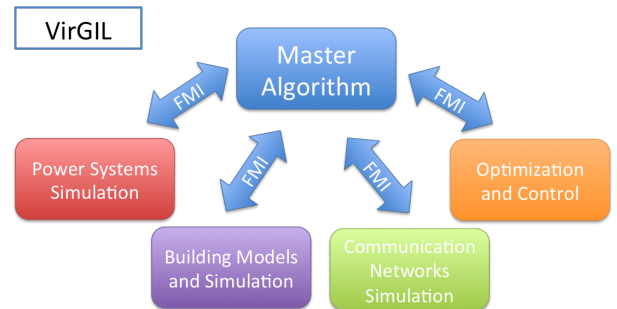 VirGIL
Master
Algorithm
FMI
FMI
FMI
FMI
Power Systems
Simulation
Optimization
and Control
Building Models
and Simulation
Communication
Networks
Simulation